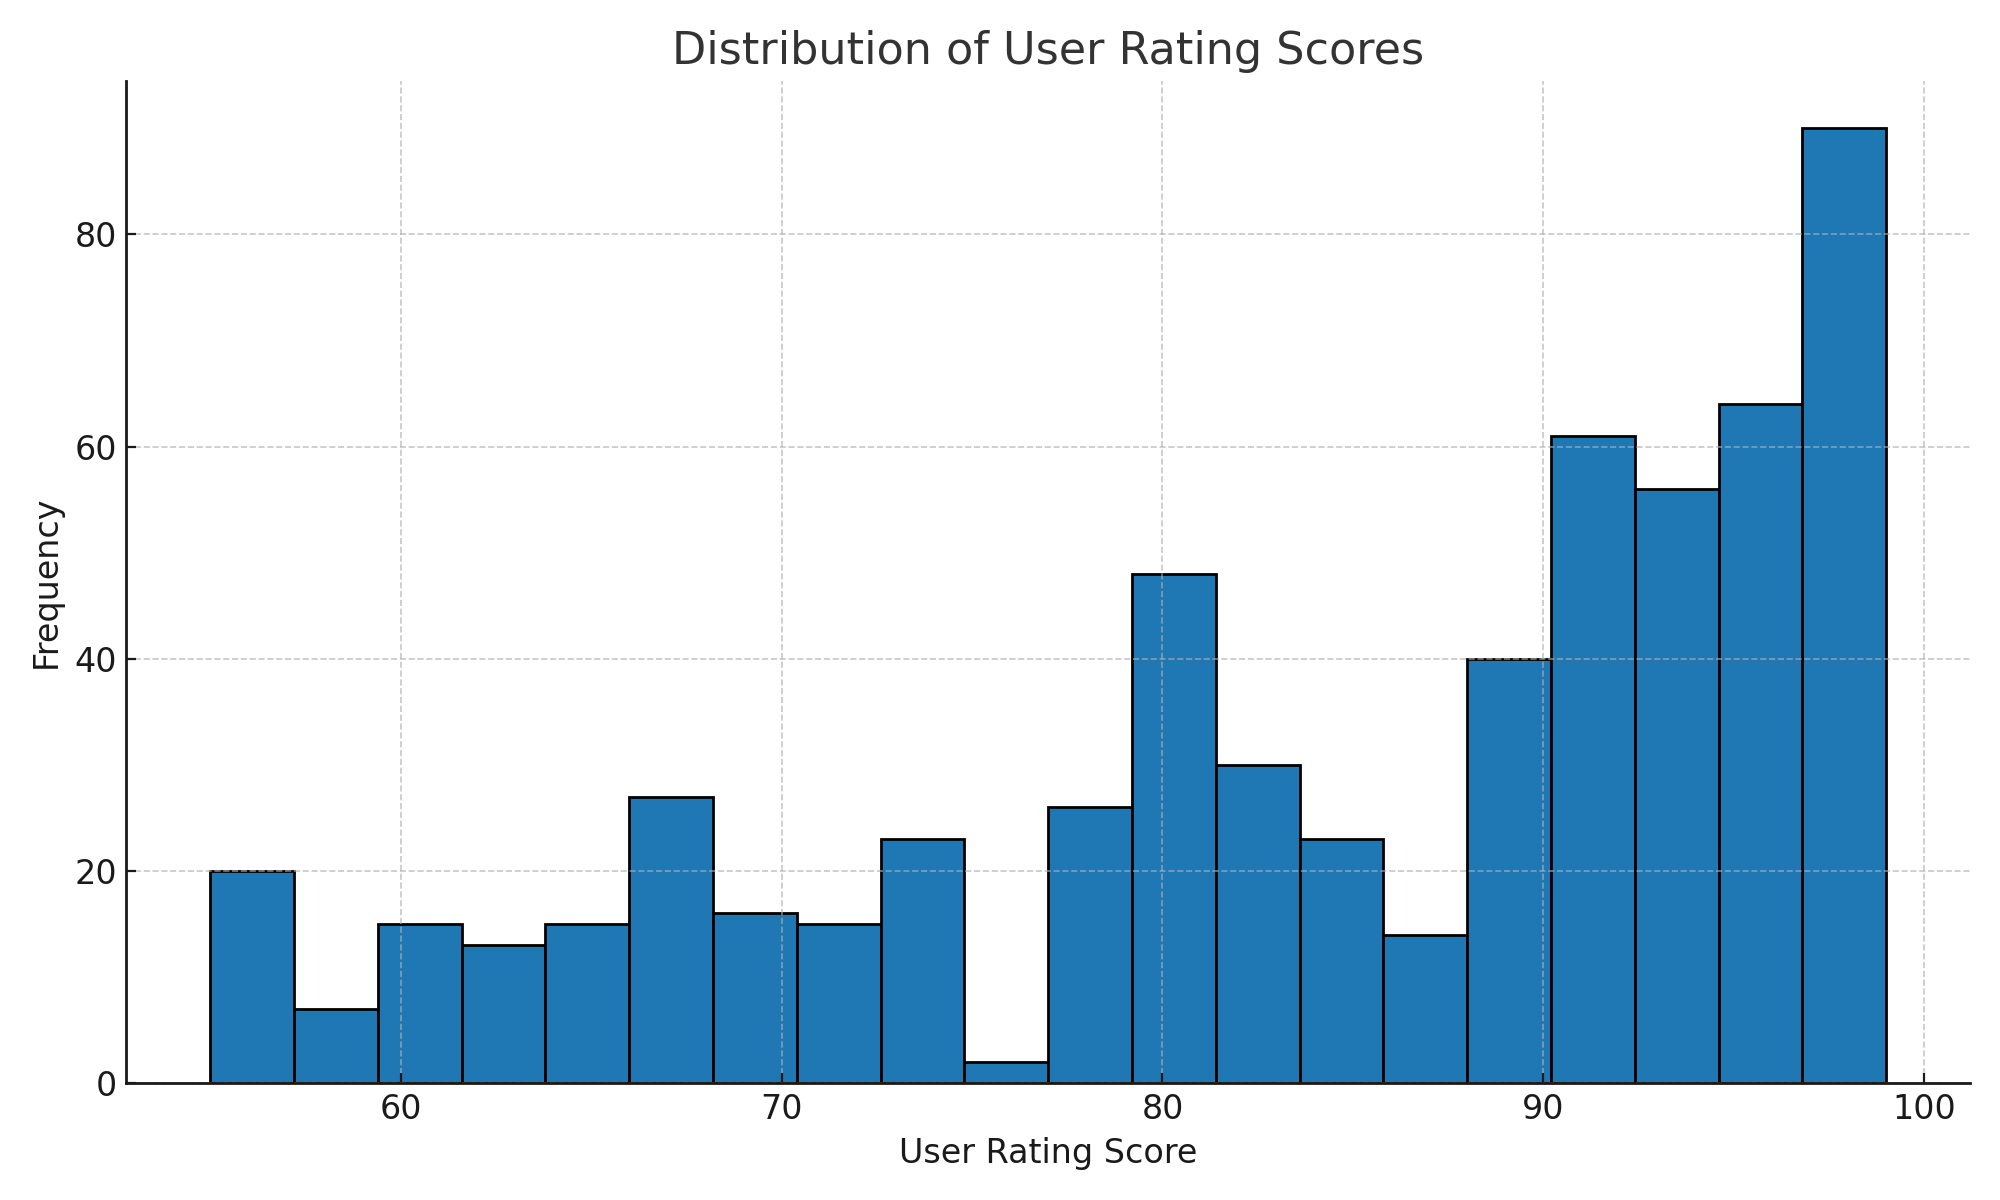 Distribution of User Rating Scores
Frequency
80
60
40
20
0
60 70 80 90 100
User Rating Score